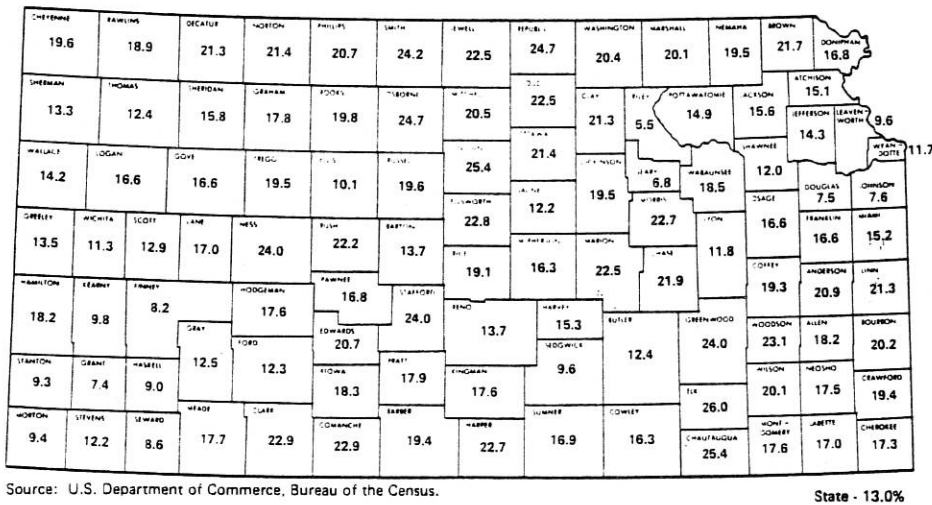 CHEYENNE RAWLINS DECATUR NORTON PHILLIPS SMITH JEWELL REPUBLIC WASHINGTON MARSHALL NEMAHA BROWN DONIPHAN
19.6 18.9 21.3 21.4 20.7 24.2 22.5 24.7 20.4 20.1 19.5 21.7 16.8
SHERMAN THOMAS SHERIDAN GRAHAM ROOKS OSBORNE CLAY RILEY POTTAWATOMIE JACKSON ATCHISON JEFFERSON LEAVEN-
WORTH
13.3 12.4 15.8 17.8 19.8 24.7 20.5 22.5 21.3 5.5 14.9 15.6 15.1 14.3 9.6
WALLACE LOGAN GOVE TREGO RUSSELL OTTAWA DICKINSON GEARY WABAUNSEE SHAWNEE DOUGLAS JOHNSON WYAN-
DOTTE
14.2 16.6 16.6 19.5 10.1 19.6 25.4 21.4 19.5 6.8 18.5 12.0 7.5 7.6 11.7
GREELEY WICHITA SCOTT LANE NESS RUSH BARTON ELLSWORTH SALINE MORRIS LYON OSAGE FRANKLIN MIAMI
13.5 11.3 12.9 17.0 24.0 22.2 13.7 22.8 12.2 22.7 11.8 16.6 16.6 15.2
RICE McPHERSON MARION CHASE COFFEY ANDERSON LINN
19.1 16.3 22.5 21.9 19.3 20.9 21.3
HAMILTON KEARNY FINNEY HODGEMAN PAWNEE STAFFORD RENO HARVEY BUTLER GREENWOOD WOODSON ALLEN BOURBON
18.2 9.8 8.2 17.6 16.8 24.0 13.7 15.3 12.4 24.0 23.1 18.2 20.2
GRAY FORD EDWARDS SEDGWICK
12.5 12.3 20.7 9.6
STANTON GRANT HASKELL KIOWA PRATT KINGMAN ELK WILSON NEOSHO CRAWFORD
9.3 7.4 9.0 18.3 17.9 17.6 26.0 20.1 17.5 19.4
MORTON STEVENS SEWARD MEADE CLARK COMANCHE BARBER HARPER SUMNER COWLEY CHAUTAUQUA MONT-
GOMERY LABETTE CHEROKEE
9.4 12.2 8.6 17.7 22.9 22.9 19.4 22.7 16.9 16.3 25.4 17.6 17.0 17.3
Source: U.S. Department of Commerce, Bureau of the Census.
State - 13.0%